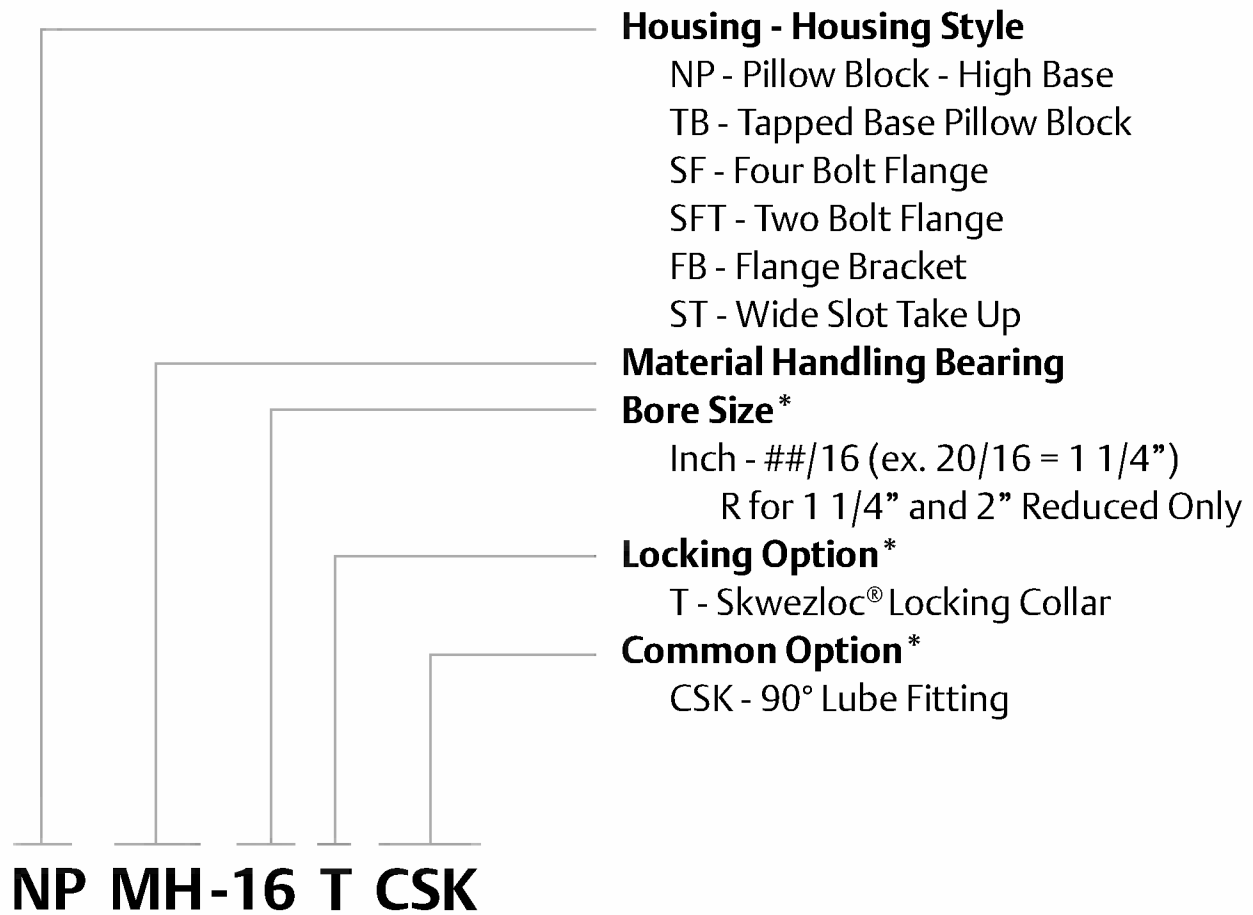 Housing - Housing Style
NP - Pillow Block - High Base
TB - Tapped Base Pillow Block
SF - Four Bolt Flange
SFT - Two Bolt Flange
FB - Flange Bracket
ST - Wide Slot Take Up
Material Handling Bearing
Bore Size*
Inch - ##/16 (ex. 20/16 = 1 1/4”)
R for 1 1/4” and 2” Reduced Only
Locking Option*
T - Skwezloc® Locking Collar
Common Option*
CSK - 90° Lube Fitting
NP MH-16 T CSK